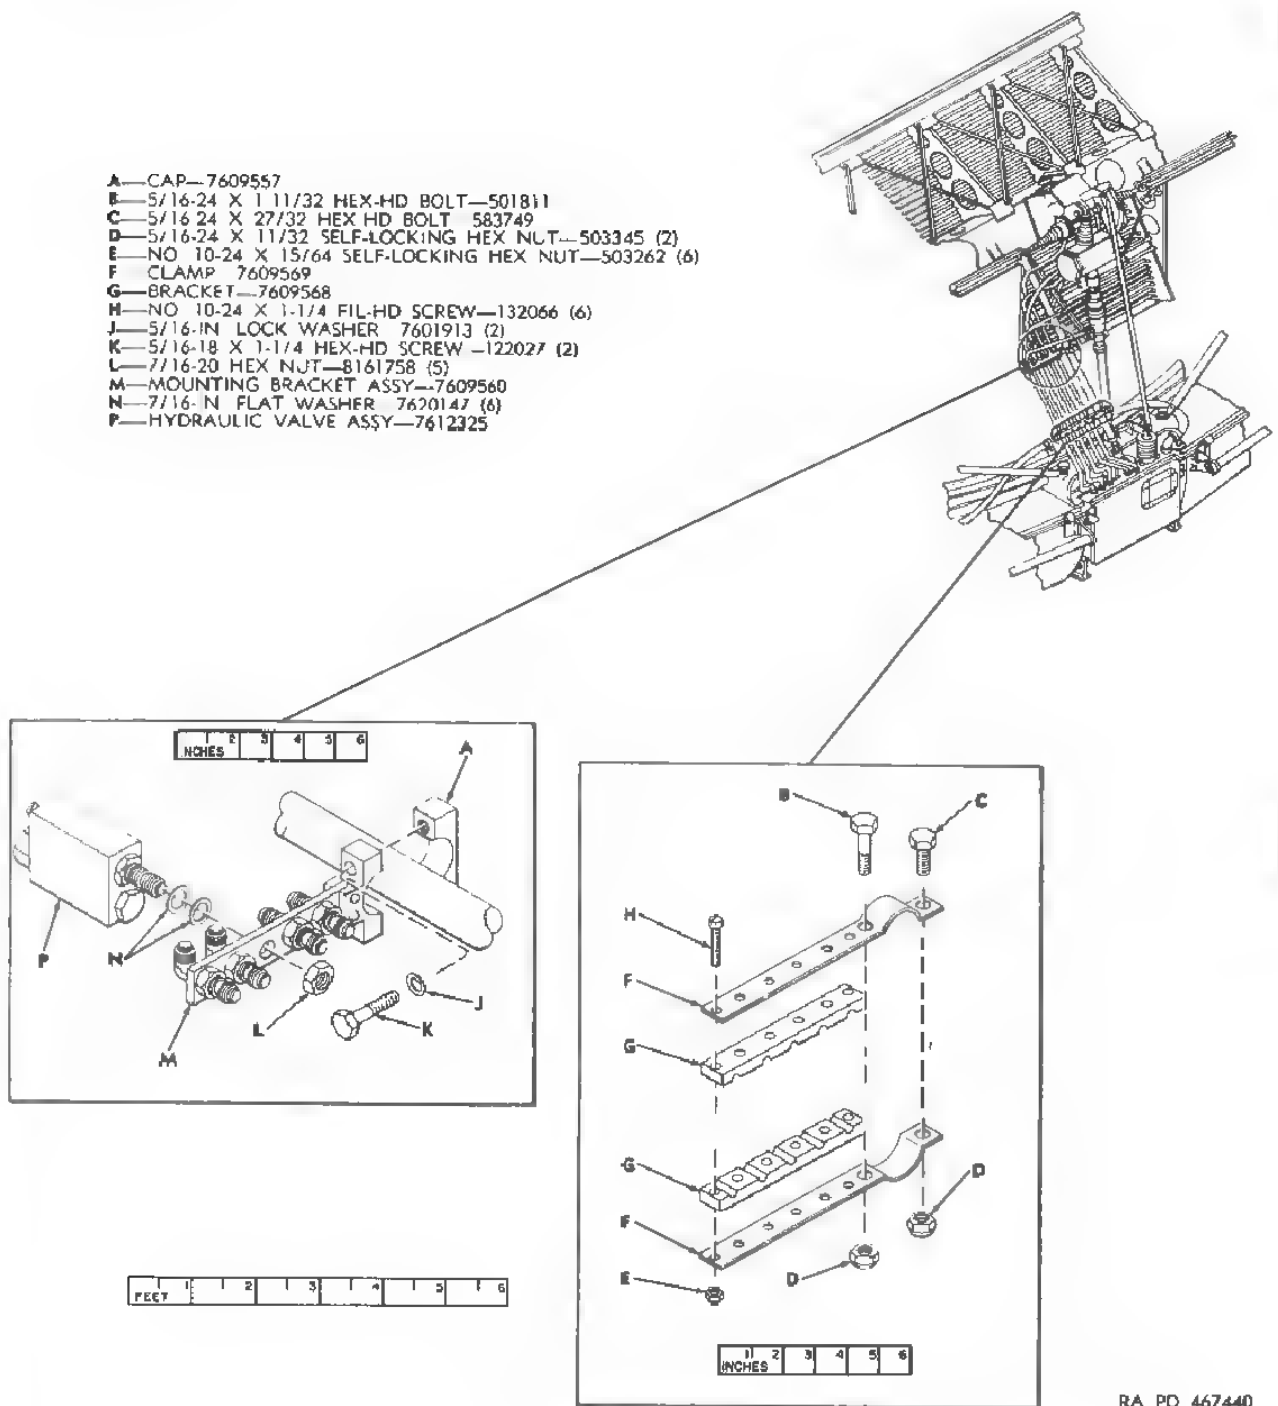 A—CAP—7609557
B—5/16-24 X 1 11/32 HEX-HD BOLT—501811
C—5/16 24 X 27/32 HEX HD BOLT 583749
D—5/16-24 X 11/32 SELF-LOCKING HEX NUT—503345 (2)
E—NO 10-24 X 15/64 SELF-LOCKING HEX NUT—503262 (6)
F CLAMP 7609569
G—BRACKET—7609568
H—NO 10-24 X 1-1/4 FIL-HD SCREW—132066 (6)
J—5/16-IN LOCK WASHER 7601913 (2)
K—5/16-18 X 1-1/4 HEX-HD SCREW —122027 (2)
L—7/16-20 HEX NUT—8161758 (5)
M—MOUNTING BRACKET ASSY—7609560
N—7/16-IN FLAT WASHER 7620147 (6)
P—HYDRAULIC VALVE ASSY—7612325
1 2 3 4 5 6
INCHES
A
P
N
M
L
K
J
B
C
H
F
G
G
F
E
D
D
1 2 3 4 5 6
FEET
1 2 3 4 5 6
INCHES
RA PD 467440